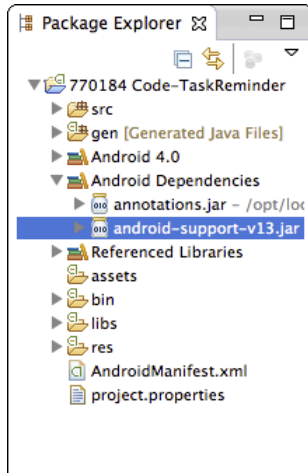 Package Explorer
770184 Code-TaskReminder
src
gen [Generated Java Files]
Android 4.0
Android Dependencies
annotations.jar – /opt/loc
android-support-v13.jar
Referenced Libraries
assets
bin
libs
res
AndroidManifest.xml
project.properties